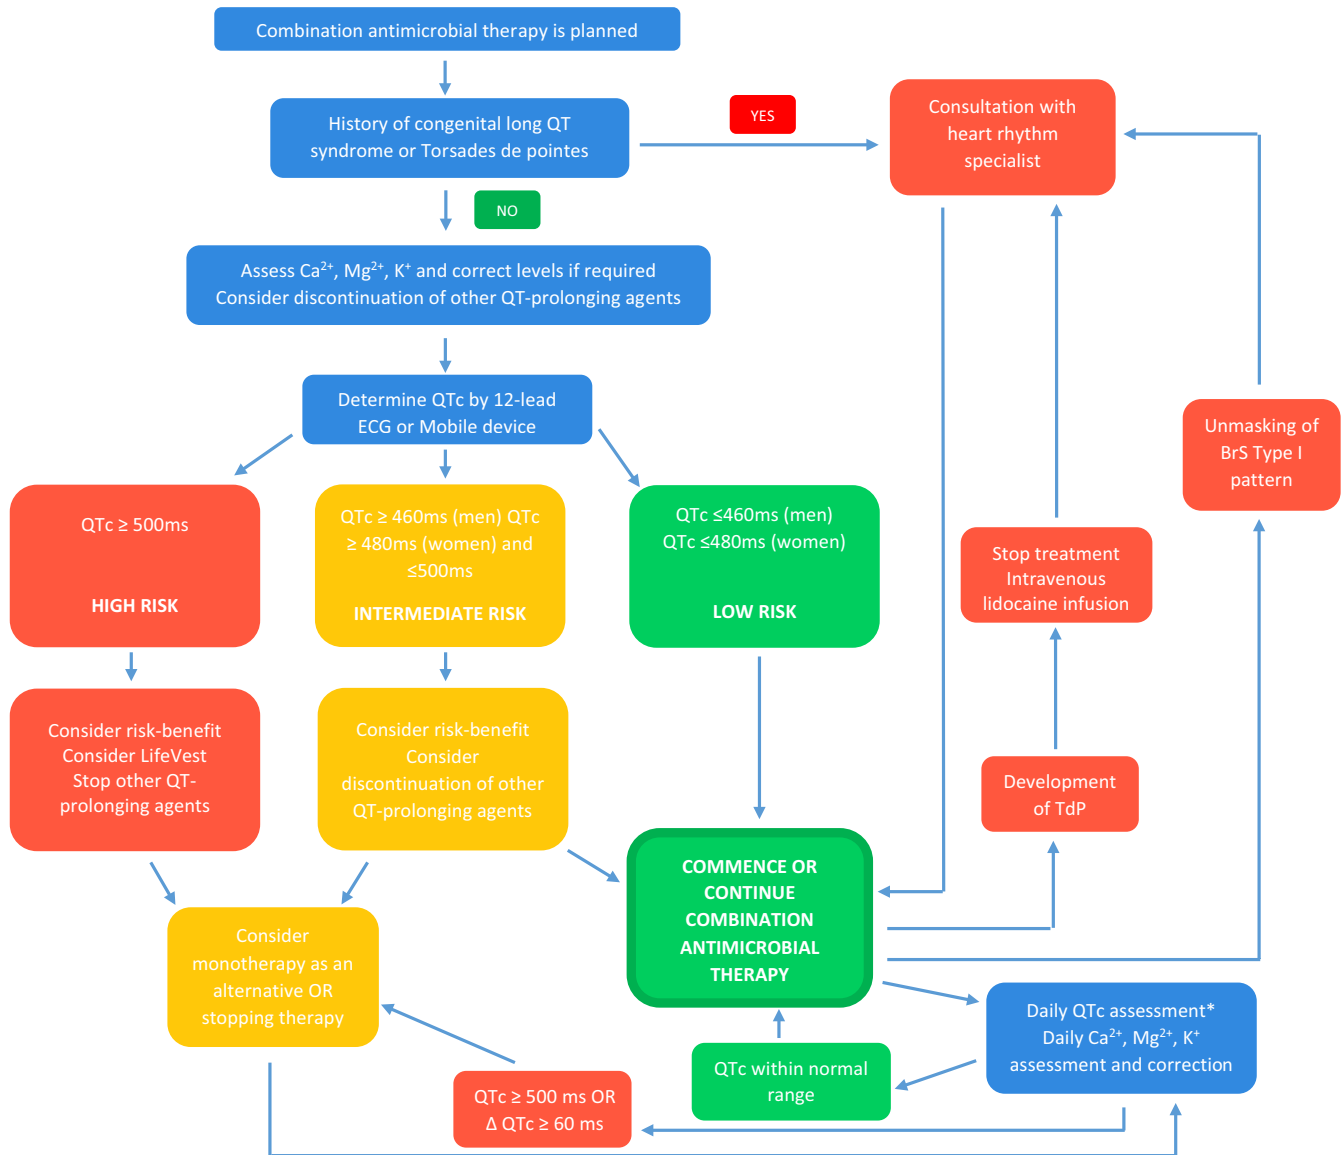 Combination antimicrobial therapy is planned
History of congenital long QT
syndrome or Torsades de pointes
YES
Consultation with
heart rhythm
specialist
NO
Assess Ca²⁺, Mg²⁺, K⁺ and correct levels if required
Consider discontinuation of other QT-prolonging agents
Determine QTc by 12-lead
ECG or Mobile device
Unmasking of
BrS Type I
pattern
QTc ≥ 500ms
HIGH RISK
QTc ≥ 460ms (men) QTc
≥ 480ms (women) and
≤500ms
INTERMEDIATE RISK
QTc ≤460ms (men)
QTc ≤480ms (women)
LOW RISK
Stop treatment
Intravenous
lidocaine infusion
Consider risk-benefit
Consider LifeVest
Stop other QT-
prolonging agents
Consider risk-benefit
Consider
discontinuation of other
QT-prolonging agents
Development
of TdP
COMMENCE OR
CONTINUE
COMBINATION
ANTIMICROBIAL
THERAPY
Consider
monotherapy as an
alternative OR
stopping therapy
Daily QTc assessment*
Daily Ca²⁺, Mg²⁺, K⁺
assessment and correction
QTc within normal
range
QTc ≥ 500 ms OR
Δ QTc ≥ 60 ms